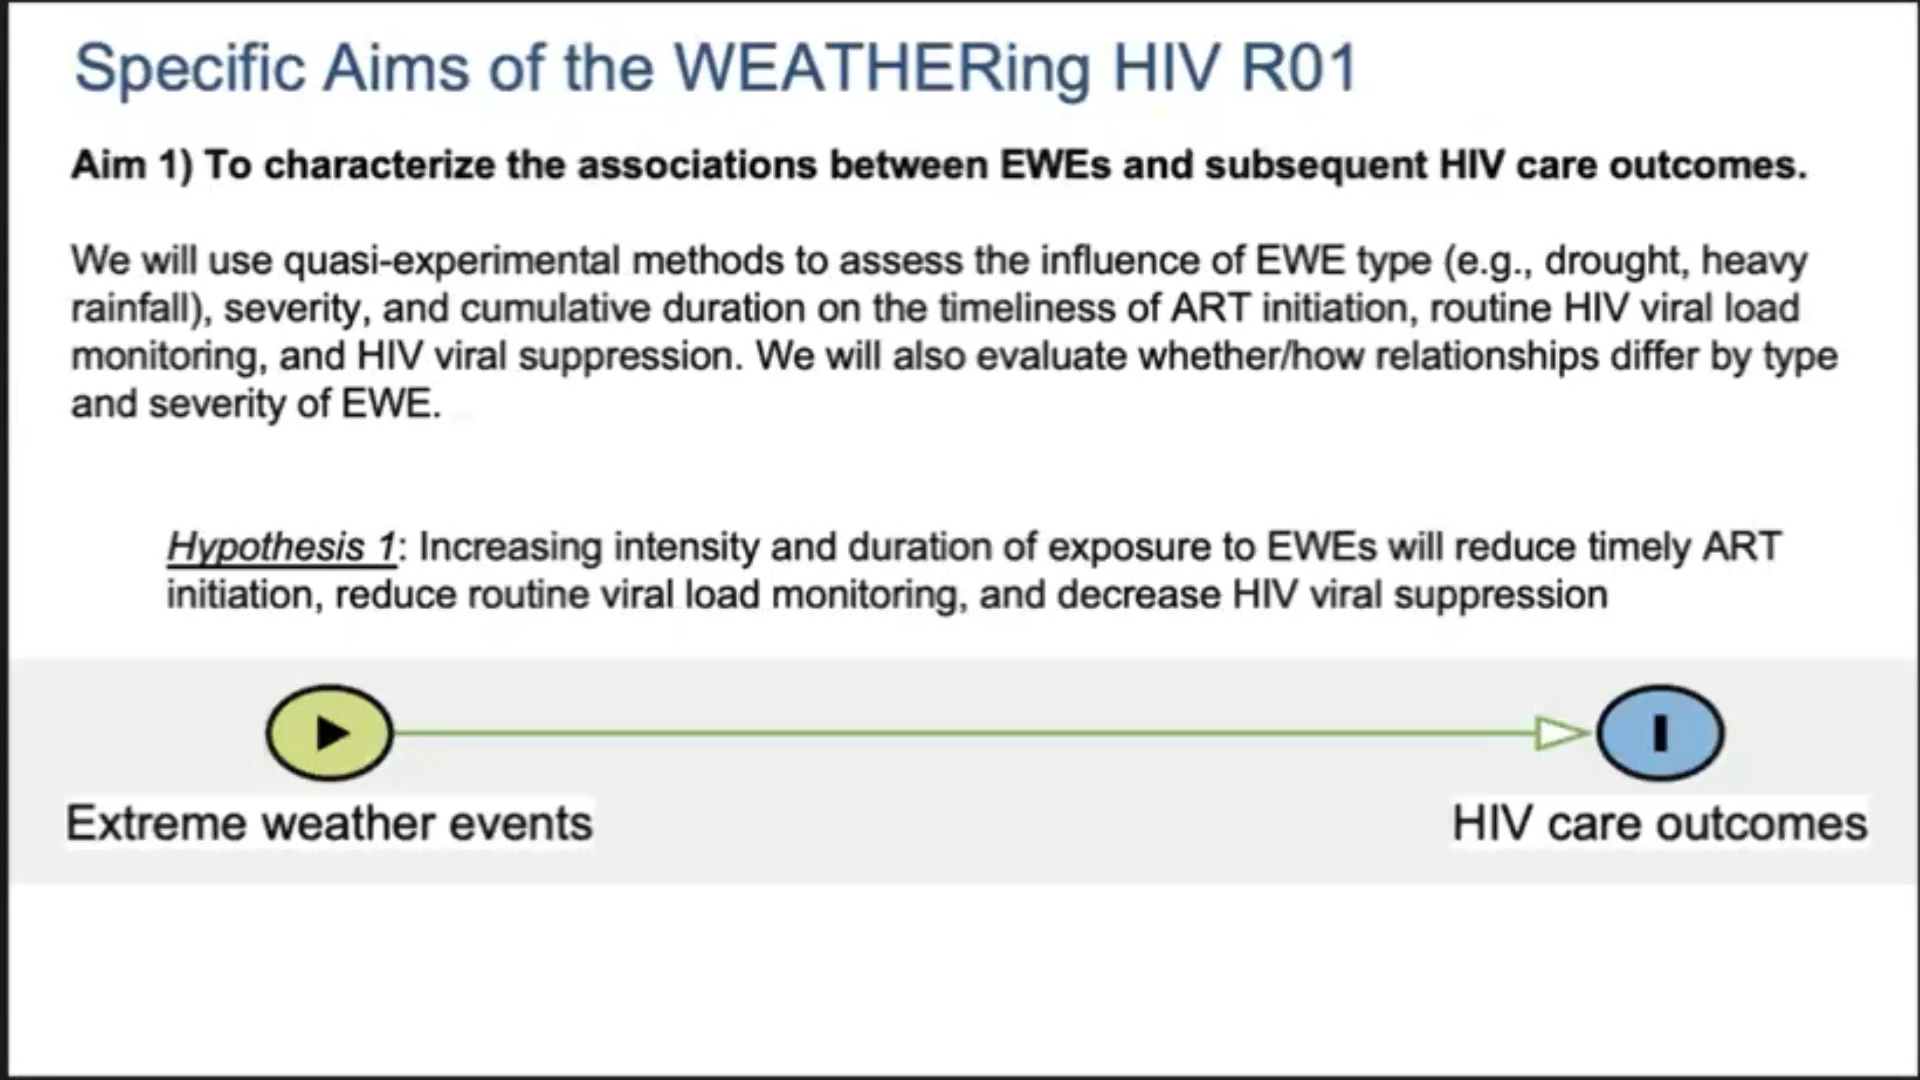 Specific Aims of the WEATHERing HIV R01
Aim 1) To characterize the associations between EWEs and subsequent HIV care outcomes.
We will use quasi-experimental methods to assess the influence of EWE type (e.g., drought, heavy
rainfall), severity, and cumulative duration on the timeliness of ART initiation, routine HIV viral load
monitoring, and HIV viral suppression. We will also evaluate whether/how relationships differ by type
and severity of EWE.
Hypothesis 1: Increasing intensity and duration of exposure to EWEs will reduce timely ART
initiation, reduce routine viral load monitoring, and decrease HIV viral suppression
Extreme weather events
HIV care outcomes